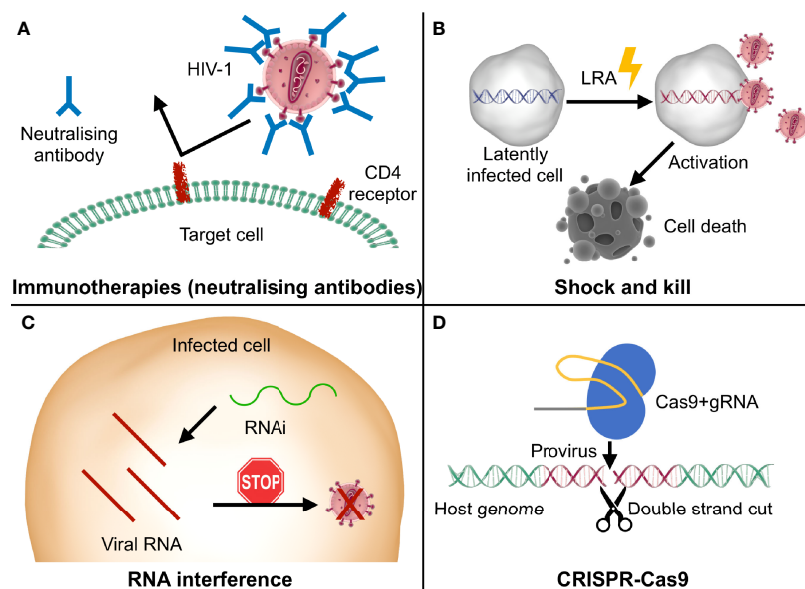 A
HIV-1
Neutralising
antibody
CD4
receptor
Target cell
Immunotherapies (neutralising antibodies)
B
LRA
Latently
infected cell
Activation
Cell death
Shock and kill
C
Infected cell
RNAi
STOP
Viral RNA
RNA interference
D
Cas9+gRNA
Provirus
Host genome
Double strand cut
CRISPR-Cas9